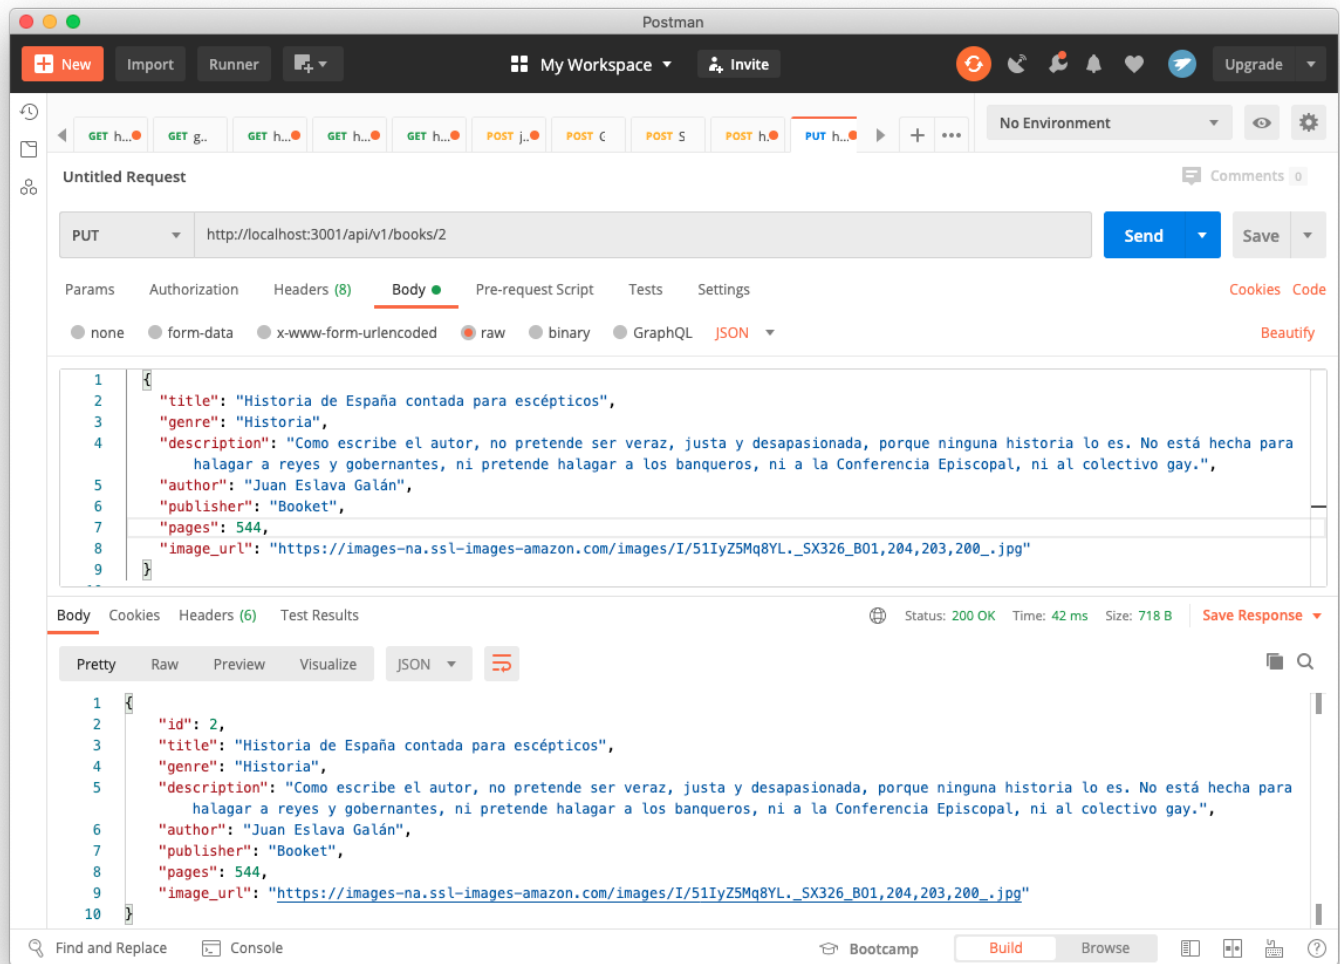 Postman
New
Import
Runner
My Workspace
Invite
Upgrade
GET h...
GET g..
GET h...
GET h...
GET h...
POST j..
POST
POST S
POST h.
PUT h...
No Environment
Untitled Request
Comments 0
PUT
http://localhost:3001/api/v1/books/2
Send
Save
Params
Authorization
Headers (8)
Body
Pre-request Script
Tests
Settings
Cookies
Code
none
form-data
x-www-form-urlencoded
raw
binary
GraphQL
JSON
Beautify
1 {
2 "title": "Historia de España contada para escépticos",
3 "genre": "Historia",
4 "description": "Como escribe el autor, no pretende ser veraz, justa y desapasionada, porque ninguna historia lo es. No está hecha para
halagar a reyes y gobernantes, ni pretende halagar a los banqueros, ni a la Conferencia Episcopal, ni al colectivo gay.",
5 "author": "Juan Eslava Galán",
6 "publisher": "Booket",
7 "pages": 544,
8 "image_url": "https://images-na.ssl-images-amazon.com/images/I/51IyZ5Mq8YL._SX326_BO1,204,203,200_.jpg"
9 }
Body
Cookies
Headers (6)
Test Results
Status: 200 OK
Time: 42 ms
Size: 718 B
Save Response
Pretty
Raw
Preview
Visualize
JSON
1 {
2 "id": 2,
3 "title": "Historia de España contada para escépticos",
4 "genre": "Historia",
5 "description": "Como escribe el autor, no pretende ser veraz, justa y desapasionada, porque ninguna historia lo es. No está hecha para
halagar a reyes y gobernantes, ni pretende halagar a los banqueros, ni a la Conferencia Episcopal, ni al colectivo gay.",
6 "author": "Juan Eslava Galán",
7 "publisher": "Booket",
8 "pages": 544,
9 "image_url": "https://images-na.ssl-images-amazon.com/images/I/51IyZ5Mq8YL._SX326_BO1,204,203,200_.jpg"
10 }
Find and Replace
Console
Bootcamp
Build
Browse